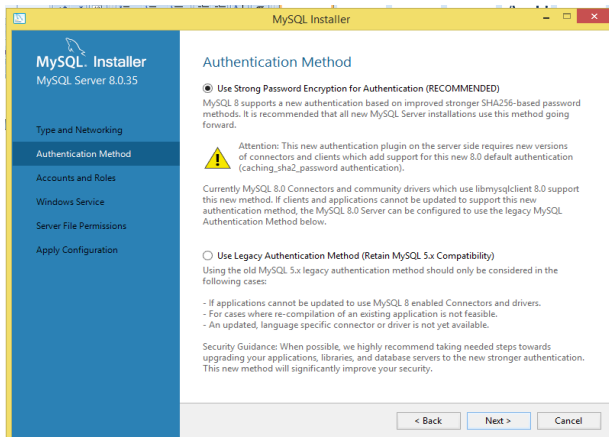 MySQL Installer
MySQL. Installer
MySQL Server 8.0.35
Type and Networking
Authentication Method
Accounts and Roles
Windows Service
Server File Permissions
Apply Configuration
Authentication Method
Use Strong Password Encryption for Authentication (RECOMMENDED)
MySQL 8 supports a new authentication based on improved stronger SHA256-based password
methods. It is recommended that all new MySQL Server installations use this method going
forward.
Attention: This new authentication plugin on the server side requires new versions
of connectors and clients which add support for this new 8.0 default authentication
(caching_sha2_password authentication).
Currently MySQL 8.0 Connectors and community drivers which use libmysqlclient 8.0 support
this new method. If clients and applications cannot be updated to support this new
authentication method, the MySQL 8.0 Server can be configured to use the legacy MySQL
Authentication Method below.
Use Legacy Authentication Method (Retain MySQL 5.x Compatibility)
Using the old MySQL 5.x legacy authentication method should only be considered in the
following cases:
- If applications cannot be updated to use MySQL 8 enabled Connectors and drivers.
- For cases where re-compilation of an existing application is not feasible.
- An updated, language specific connector or driver is not yet available.
Security Guidance: When possible, we highly recommend taking needed steps towards
upgrading your applications, libraries, and database servers to the new stronger authentication.
This new method will significantly improve your security.
< Back
Next >
Cancel